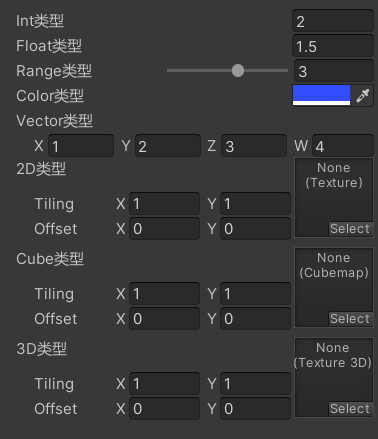 Int类型 2
Float类型 1.5
Range类型 3
Color类型
Vector类型
X 1 Y 2 Z 3 W 4
2D类型 None
(Texture)
Tiling X 1 Y 1
Offset X 0 Y 0 Select
Cube类型 None
(Cubemap)
Tiling X 1 Y 1
Offset X 0 Y 0 Select
3D类型 None
(Texture 3D)
Tiling X 1 Y 1
Offset X 0 Y 0 Select